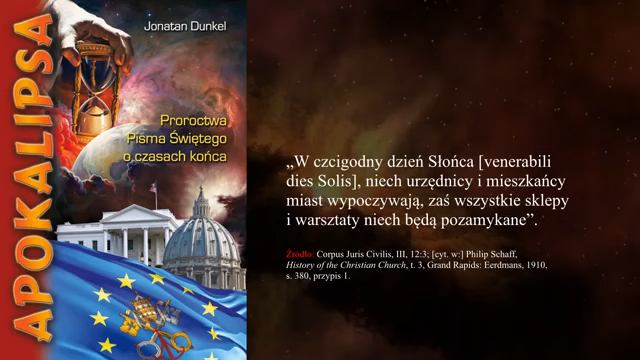 Jonatan Dunkel
APOKALIPSA
Proroctwa
Pisma Świętego
o czasach końca
„W czcigodny dzień Słońca [venerabili
dies Solis], niech urzędnicy i mieszkańcy
miast wypoczywają, zaś wszystkie sklepy
i warsztaty niech będą pozamykane”.
Źródło: Corpus Juris Civilis, III, 12:3; [cyt. w:] Philip Schaff,
History of the Christian Church, t. 3, Grand Rapids: Eerdmans, 1910,
s. 380, przypis 1.